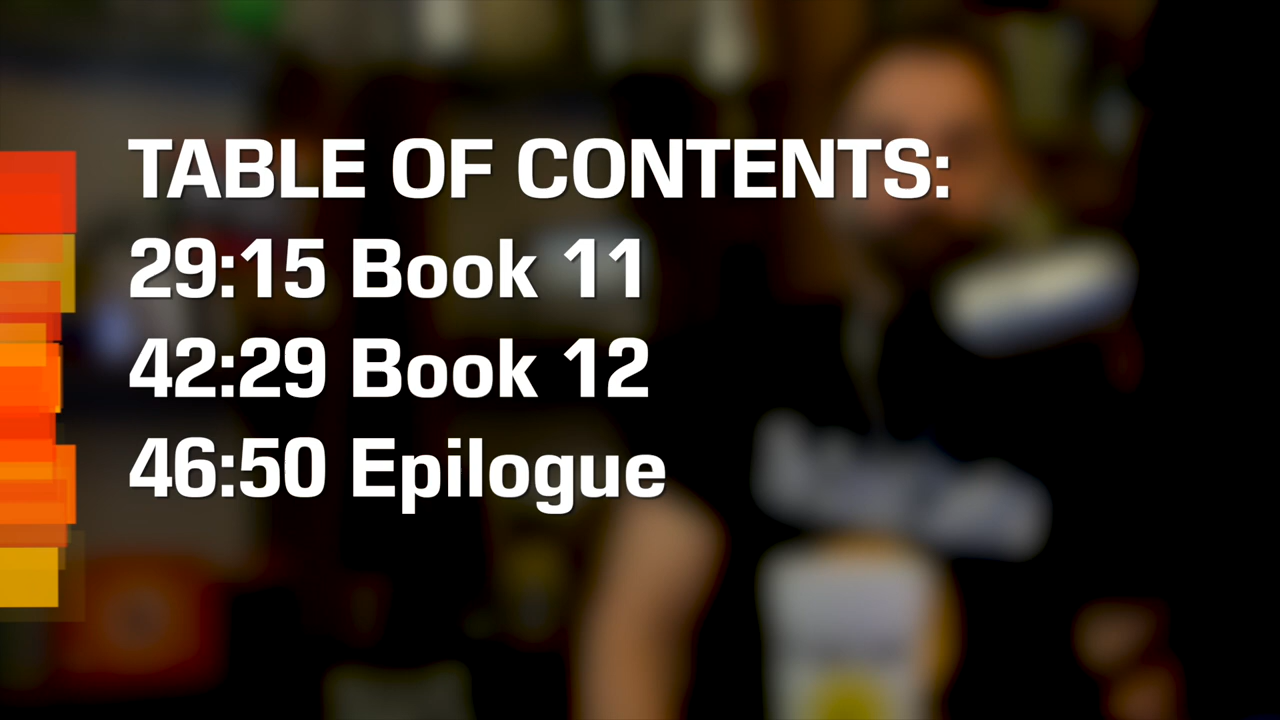 TABLE OF CONTENTS:
29:15 Book 11
42:29 Book 12
46:50 Epilogue